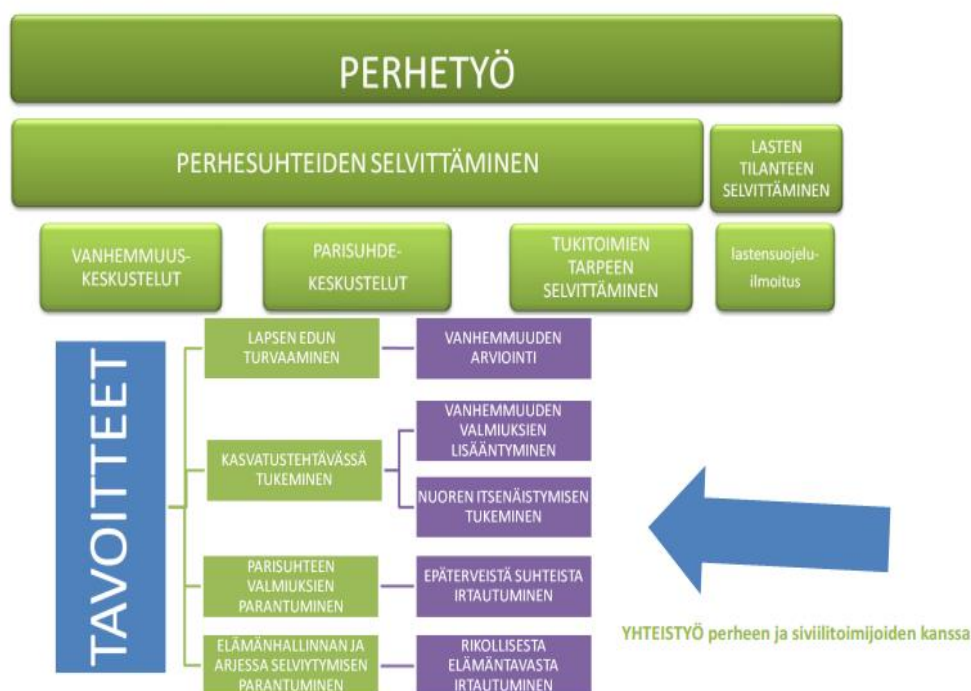 PERHETYÖ
PERHESUHTEIDEN SELVITTÄMINEN
LASTEN
TILANTEEN
SELVITTÄMINEN
VANHEMMUUS-
KESKUSTELUT
PARISUHDE-
KESKUSTELUT
TUKITOIMIEN
TARPEEN
SELVITTÄMINEN
lastensuojelu-
ilmoitus
TAVOITTEET
LAPSEN EDUN
TURVAAMINEN
VANHEMMUUDEN
ARVIOINTI
KASVATUSTEHTÄVÄSSÄ
TUKEMINEN
VANHEMMUUDEN
VALMIUKSIEN
LISÄÄNTYMINEN
NUOREN ITSENÄISTYMISEN
TUKEMINEN
PARISUHTEEN
VALMIUKSIEN
PARANTUMINEN
EPÄTERVEISTÄ SUHTEISTA
IRTAUTUMINEN
ELÄMÄNHALLINNAN JA
ARJESSA SELVIYTYMISEN
PARANTUMINEN
RIKOLLISESTA
ELÄMÄNTAVASTA
IRTAUTUMINEN
YHTEISTYÖ perheen ja siviilitoimijoiden kanssa